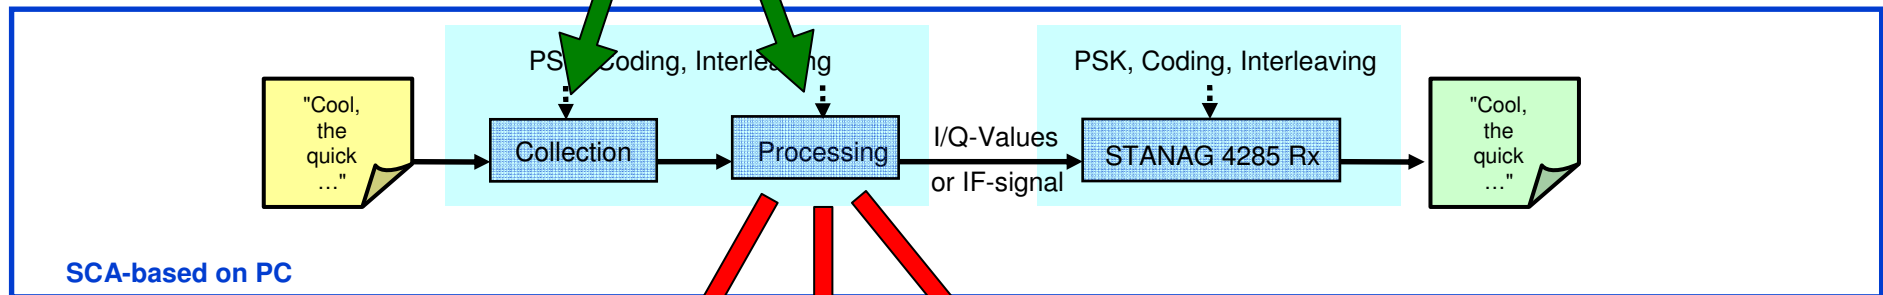 PS Coding, Interleaving
PSK, Coding, Interleaving
"Cool,
the
quick
…"
Collection
Processing
I/Q-Values
or IF-signal
STANAG 4285 Rx
"Cool,
the
quick
…"
SCA-based on PC